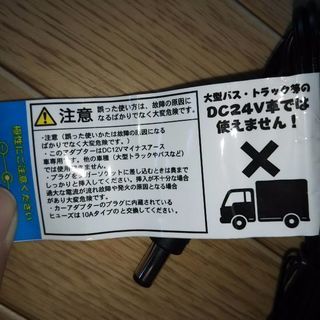 極性にご注意ください
注意
誤った使い方は、故障の原因に
なるばかりでなく大変危険です！
・注意（誤った使いかたは故障の原因になる
ばかりでなく大変危険です。）
・このアダプターはDC12Vマイナスアース
車専用です。他の車種（大型トラックやバスなど）
では使用
・プラグを
ーソケットに差し込むときは奥まで
しっかりと挿入してください。挿入が不十分な場合
過大な電流が流れ故障や発火の原因となる場合
があり大変危険です。
・カーアダプターのプラグに内蔵されている
ヒューズは10Aタイプのと交換してください。
大型バス・トラック等の
DC24V車では
使えません！